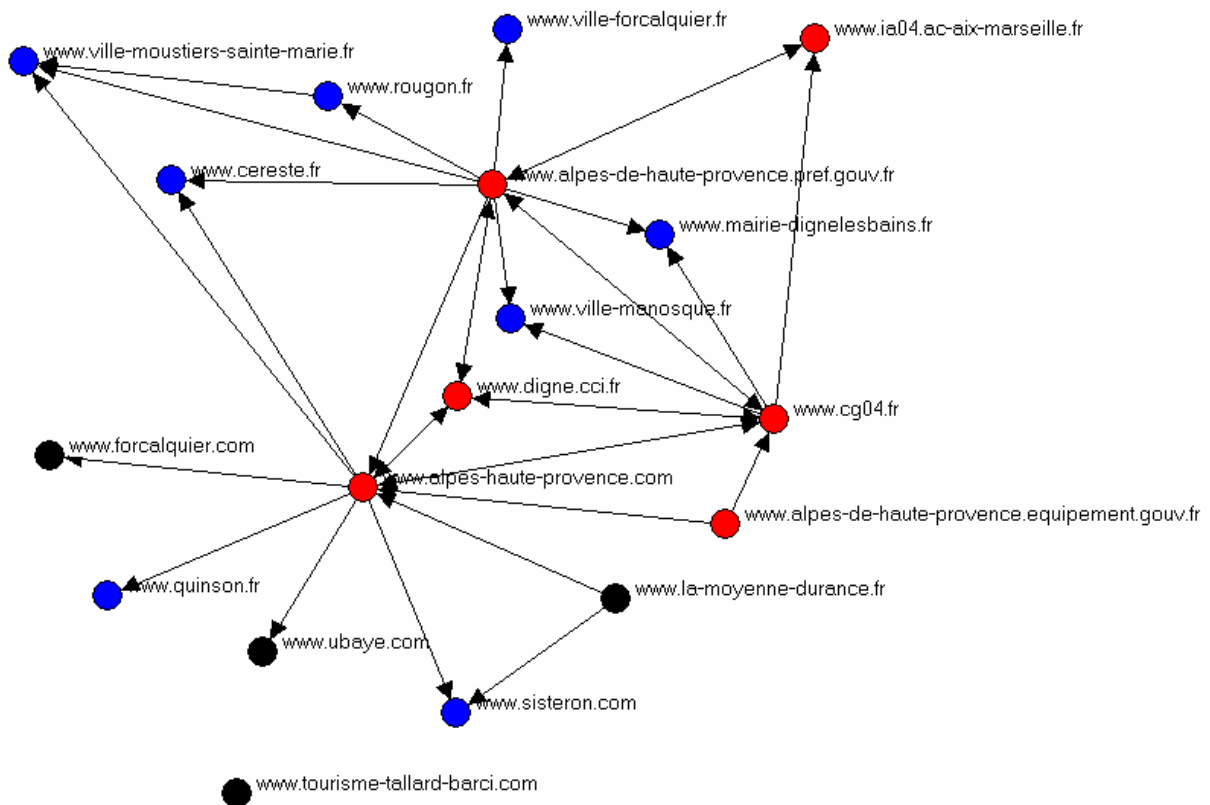 www.ville-forcalquier.fr
www.ia04.ac-aix-marseille.fr
www.ville-moustiers-sainte-marie.fr
www.rougon.fr
www.cereste.fr
www.alpes-de-haute-provence.pref.gouv.fr
www.mairie-dignelesbains.fr
www.ville-manosque.fr
www.digne.cci.fr
www.cg04.fr
www.forcalquier.com
www.alpes-haute-provence.com
www.alpes-de-haute-provence.equipement.gouv.fr
www.quinson.fr
www.la-moyenne-durance.fr
www.ubaye.com
www.sisteron.com
www.tourisme-tallard-barci.com